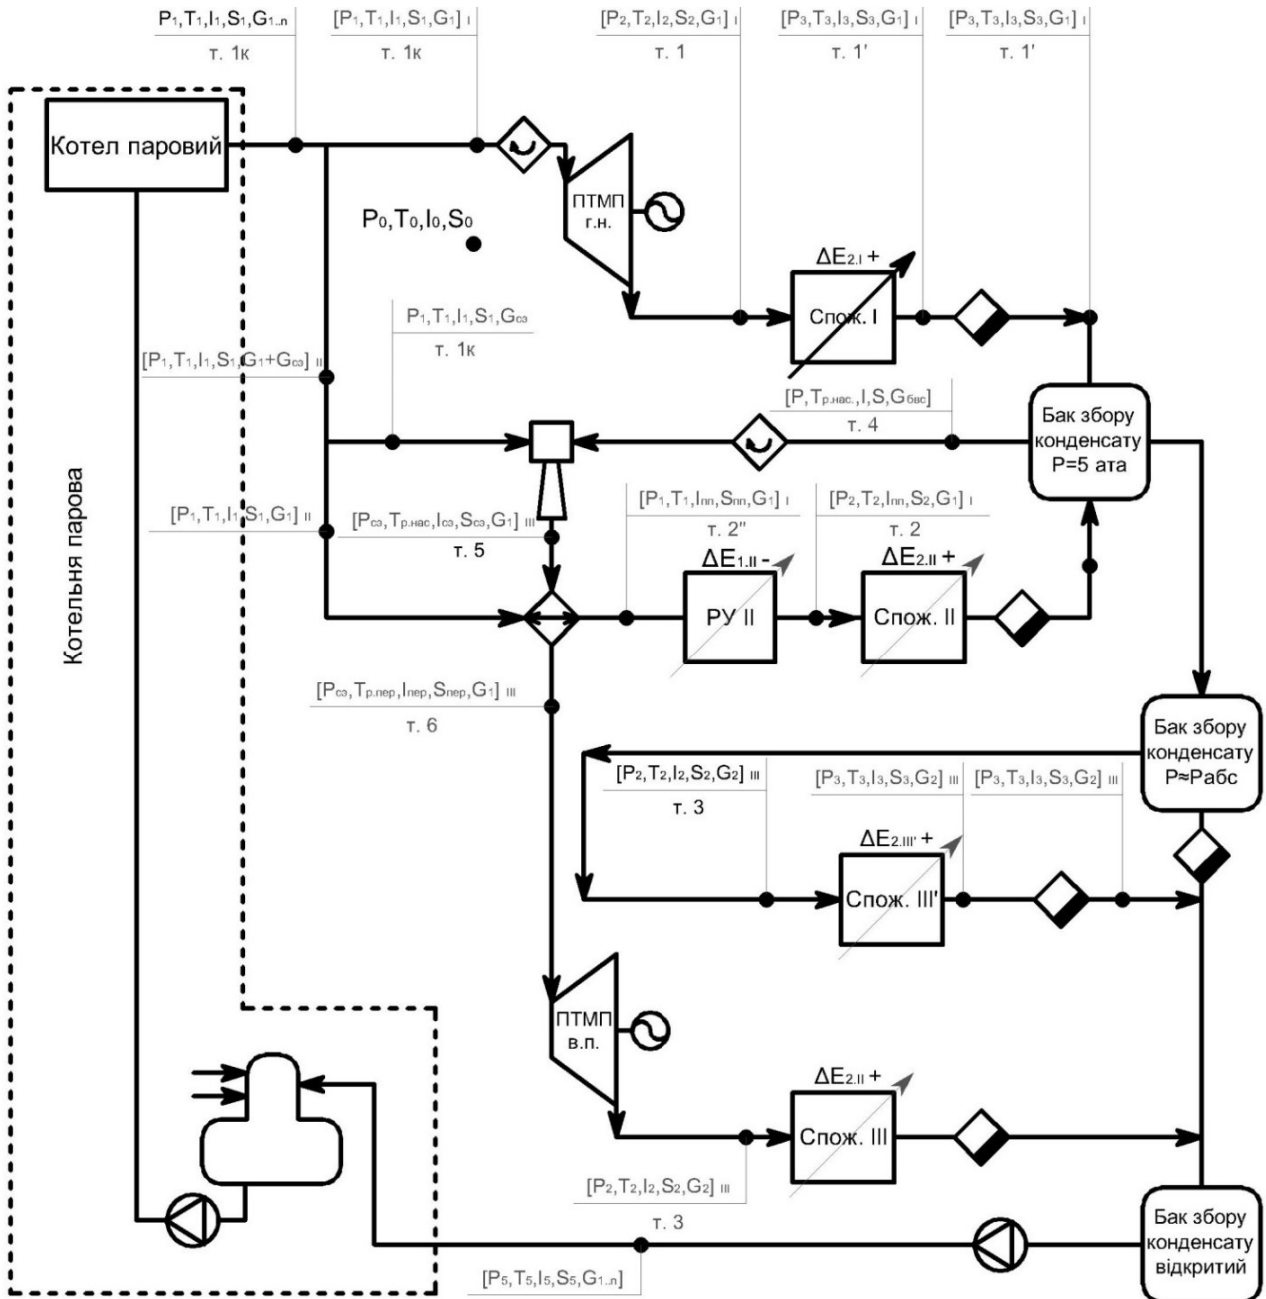 P₁,T₁,I₁,S₁,G₁..ₙ
т. 1к
[P₁,T₁,I₁,S₁,G₁] I
т. 1к
[P₂,T₂,I₂,S₂,G₁] I
т. 1
[P₃,T₃,I₃,S₃,G₁] I
т. 1'
[P₃,T₃,I₃,S₃,G₁] I
т. 1'
Котел паровий
ПТМП
г.н.
P₀,T₀,I₀,S₀
ΔE2.I +
Спож. I
P₁,T₁,I₁,S₁,Gсэ
т. 1к
[P₁,T₁,I₁,S₁,G₁+Gсэ] II
[P,Tр.нас.,I,S,Gбвс]
т. 4
Бак збору
конденсату
P=5 ата
Котельня парова
[P₁,T₁,I₁,S₁,G₁] II
[Pсэ,Tр.нас,Iсэ,Sсэ,G₁] III
т. 5
[P₁,T₁,Iпп,Sпп,G₁] I
т. 2"
[P₂,T₂,Iпп,S₂,G₁] I
т. 2
ΔE1.II -
РУ II
ΔE2.II +
Спож. II
[Pсэ,Tр.пер,Iпер,Sпер,G₁] III
т. 6
Бак збору
конденсату
P≈Pабс
[P₂,T₂,I₂,S₂,G₂] III
т. 3
[P₃,T₃,I₃,S₃,G₂] III
[P₃,T₃,I₃,S₃,G₂] III
ΔE2.III' +
Спож. III'
ПТМП
в.п.
ΔE2.II +
Спож. III
[P₂,T₂,I₂,S₂,G₂] III
т. 3
Бак збору
конденсату
відкритий
[P₅,T₅,I₅,S₅,G₁..ₙ]